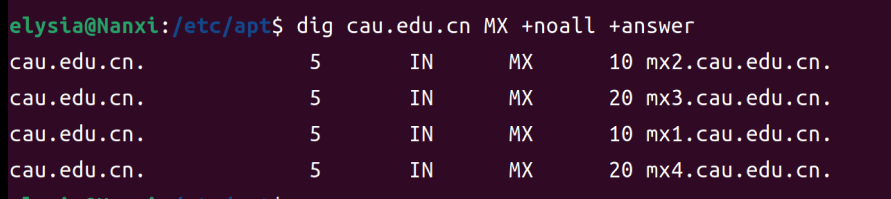 elysia@Nanxi:/etc/apt$ dig cau.edu.cn MX +noall +answer
cau.edu.cn. 5 IN MX 10 mx2.cau.edu.cn.
cau.edu.cn. 5 IN MX 20 mx3.cau.edu.cn.
cau.edu.cn. 5 IN MX 10 mx1.cau.edu.cn.
cau.edu.cn. 5 IN MX 20 mx4.cau.edu.cn.